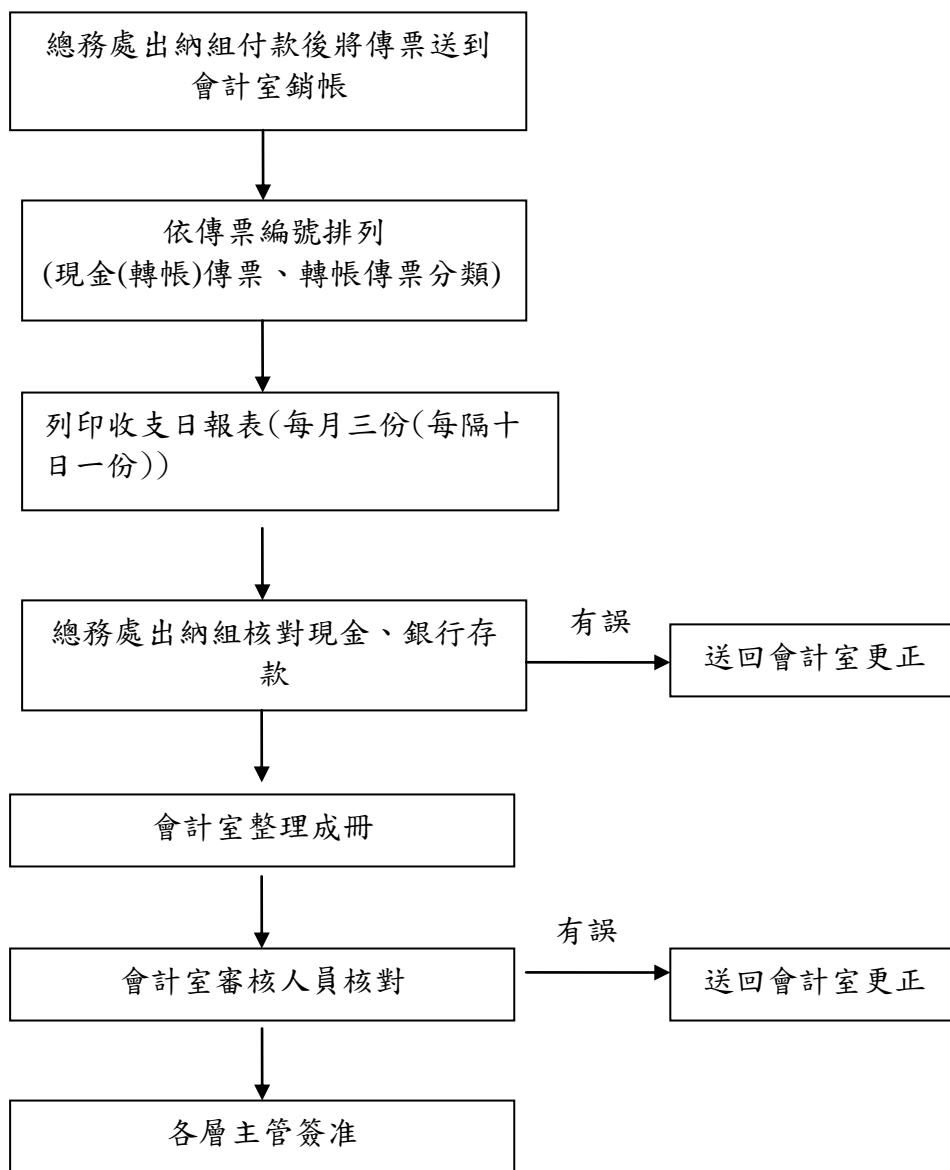 總務處出納組付款後將傳票送到
會計室銷帳
依傳票編號排列
(現金(轉帳)傳票、轉帳傳票分類)
列印收支日報表(每月三份(每隔十
日一份))
總務處出納組核對現金、銀行存
款
有誤
送回會計室更正
會計室整理成冊
會計室審核人員核對
有誤
送回會計室更正
各層主管簽准